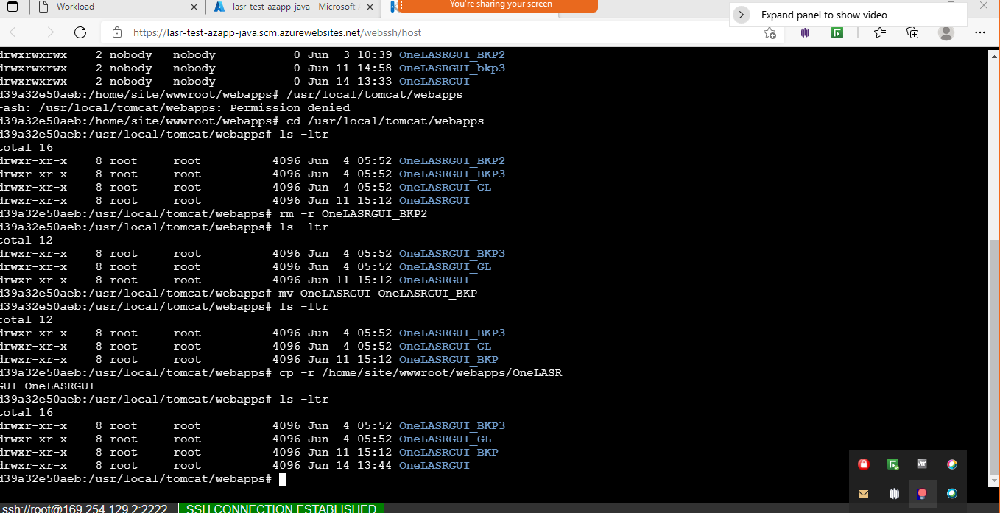 Workload
lasr-test-azapp-java - Microsoft
You're sharing your screen
Expand panel to show video
https://lasr-test-azapp-java.scm.azurewebsites.net/webssh/host
drwxrwxrwx 2 nobody nobody 0 Jun 3 10:39 OneLASRGUI_BKP2
drwxrwxrwx 2 nobody nobody 0 Jun 11 14:58 OneLASRGUI_bkp3
drwxrwxrwx 2 nobody nobody 0 Jun 14 13:33 OneLASRGUI
d39a32e50aeb:/home/site/wwwroot/webapps# /usr/local/tomcat/webapps
-ash: /usr/local/tomcat/webapps: Permission denied
d39a32e50aeb:/home/site/wwwroot/webapps# cd /usr/local/tomcat/webapps
d39a32e50aeb:/usr/local/tomcat/webapps# ls -ltr
total 16
drwxr-xr-x 8 root root 4096 Jun 4 05:52 OneLASRGUI_BKP2
drwxr-xr-x 8 root root 4096 Jun 4 05:52 OneLASRGUI_BKP3
drwxr-xr-x 8 root root 4096 Jun 4 05:52 OneLASRGUI_GL
drwxr-xr-x 8 root root 4096 Jun 11 15:12 OneLASRGUI
d39a32e50aeb:/usr/local/tomcat/webapps# rm -r OneLASRGUI_BKP2
d39a32e50aeb:/usr/local/tomcat/webapps# ls -ltr
total 12
drwxr-xr-x 8 root root 4096 Jun 4 05:52 OneLASRGUI_BKP3
drwxr-xr-x 8 root root 4096 Jun 4 05:52 OneLASRGUI_GL
drwxr-xr-x 8 root root 4096 Jun 11 15:12 OneLASRGUI
d39a32e50aeb:/usr/local/tomcat/webapps# mv OneLASRGUI OneLASRGUI_BKP
d39a32e50aeb:/usr/local/tomcat/webapps# ls -ltr
total 12
drwxr-xr-x 8 root root 4096 Jun 4 05:52 OneLASRGUI_BKP3
drwxr-xr-x 8 root root 4096 Jun 4 05:52 OneLASRGUI_GL
drwxr-xr-x 8 root root 4096 Jun 11 15:12 OneLASRGUI_BKP
d39a32e50aeb:/usr/local/tomcat/webapps# cp -r /home/site/wwwroot/webapps/OneLASR
GUI OneLASRGUI
d39a32e50aeb:/usr/local/tomcat/webapps# ls -ltr
total 16
drwxr-xr-x 8 root root 4096 Jun 4 05:52 OneLASRGUI_BKP3
drwxr-xr-x 8 root root 4096 Jun 4 05:52 OneLASRGUI_GL
drwxr-xr-x 8 root root 4096 Jun 11 15:12 OneLASRGUI_BKP
drwxr-xr-x 8 root root 4096 Jun 14 13:44 OneLASRGUI
d39a32e50aeb:/usr/local/tomcat/webapps#
vm
ssh://root@169.254.129.2:2222 SSH CONNECTION ESTABLISHED